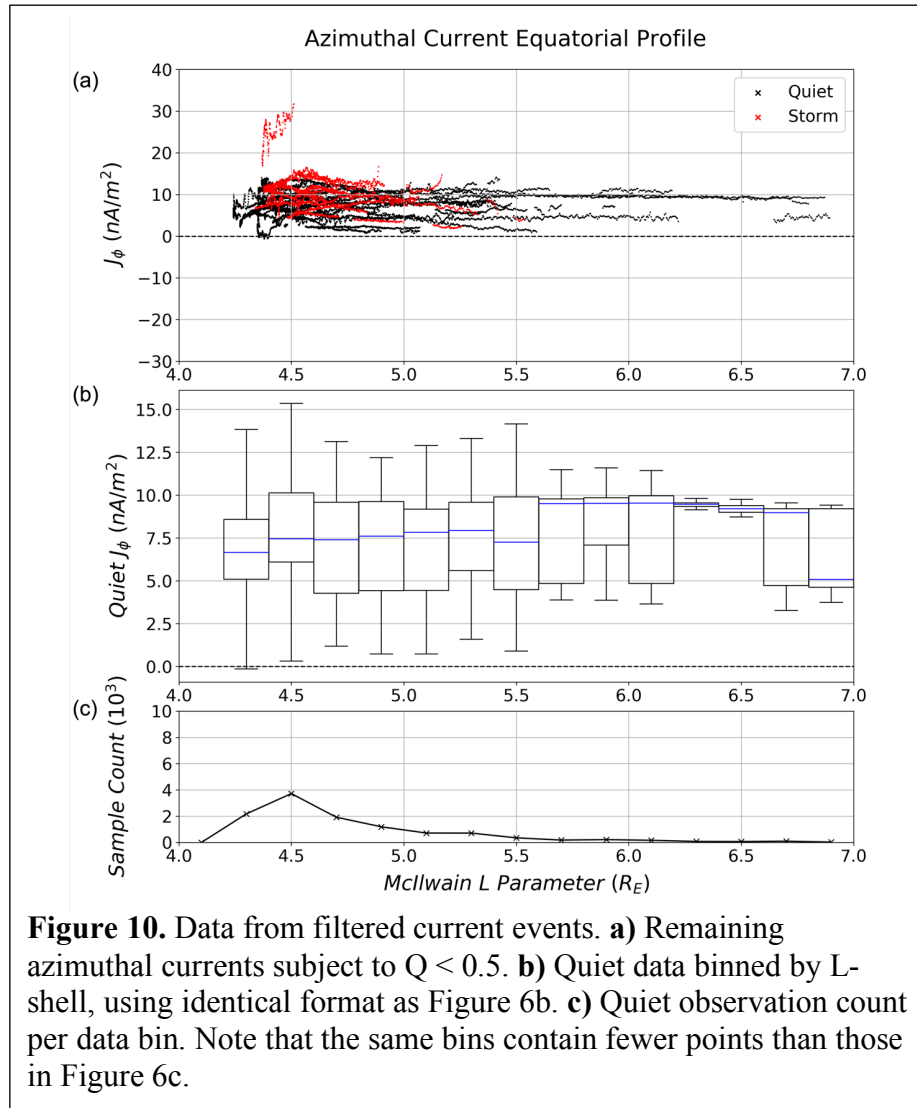 Azimuthal Current Equatorial Profile
(a)
40
30
20
10
0
−10
−20
−30
J_ϕ (nA/m²)
Quiet
Storm
4.0 4.5 5.0 5.5 6.0 6.5 7.0
(b)
15.0
12.5
10.0
7.5
5.0
2.5
0.0
Quiet J_ϕ (nA/m²)
4.0 4.5 5.0 5.5 6.0 6.5 7.0
(c)
10
8
6
4
2
0
Sample Count (10³)
4.0 4.5 5.0 5.5 6.0 6.5 7.0
McIlwain L Parameter (R_E)
Figure 10. Data from filtered current events. a) Remaining
azimuthal currents subject to Q < 0.5. b) Quiet data binned by L-
shell, using identical format as Figure 6b. c) Quiet observation count
per data bin. Note that the same bins contain fewer points than those
in Figure 6c.